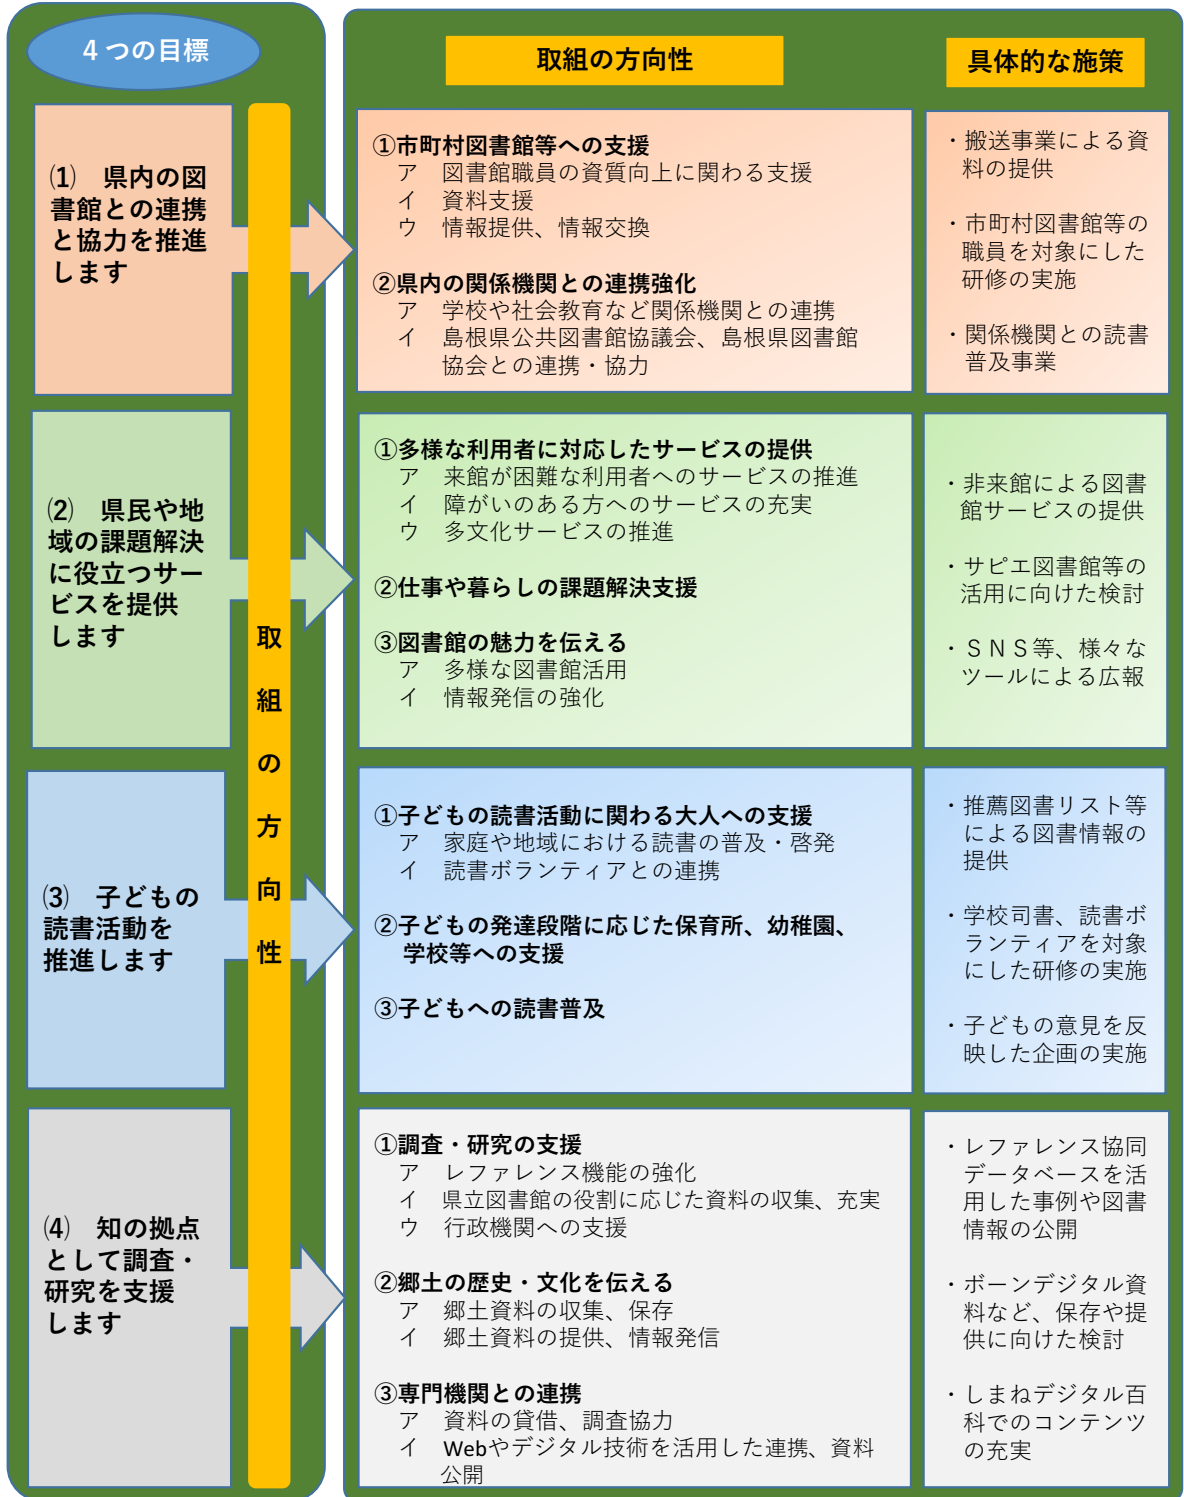 4つの目標
取組の方向性
具体的な施策
⑴　県内の図
書館との連携
と協力を推進
します
①市町村図書館等への支援
ア　図書館職員の資質向上に関わる支援
イ　資料支援
ウ　情報提供、情報交換
②県内の関係機関との連携強化
ア　学校や社会教育など関係機関との連携
イ　島根県公共図書館協議会、島根県図書館
協会との連携・協力
・搬送事業による資
料の提供
・市町村図書館等の
職員を対象にした
研修の実施
・関係機関との読書
普及事業
⑵　県民や地
域の課題解決
に役立つサー
ビスを提供
します
①多様な利用者に対応したサービスの提供
ア　来館が困難な利用者へのサービスの推進
イ　障がいのある方へのサービスの充実
ウ　多文化サービスの推進
②仕事や暮らしの課題解決支援
③図書館の魅力を伝える
ア　多様な図書館活用
イ　情報発信の強化
・非来館による図書
館サービスの提供
・サピエ図書館等の
活用に向けた検討
・ＳＮＳ等、様々な
ツールによる広報
取組の方向性
⑶　子どもの
読書活動を
推進します
①子どもの読書活動に関わる大人への支援
ア　家庭や地域における読書の普及・啓発
イ　読書ボランティアとの連携
②子どもの発達段階に応じた保育所、幼稚園、
学校等への支援
③子どもへの読書普及
・推薦図書リスト等
による図書情報の
提供
・学校司書、読書ボ
ランティアを対象
にした研修の実施
・子どもの意見を反
映した企画の実施
⑷　知の拠点
として調査・
研究を支援
します
①調査・研究の支援
ア　レファレンス機能の強化
イ　県立図書館の役割に応じた資料の収集、充実
ウ　行政機関への支援
②郷土の歴史・文化を伝える
ア　郷土資料の収集、保存
イ　郷土資料の提供、情報発信
③専門機関との連携
ア　資料の貸借、調査協力
イ　Webやデジタル技術を活用した連携、資料
公開
・レファレンス協同
データベースを活
用した事例や図書
情報の公開
・ボーンデジタル資
料など、保存や提
供に向けた検討
・しまねデジタル百
科でのコンテンツ
の充実